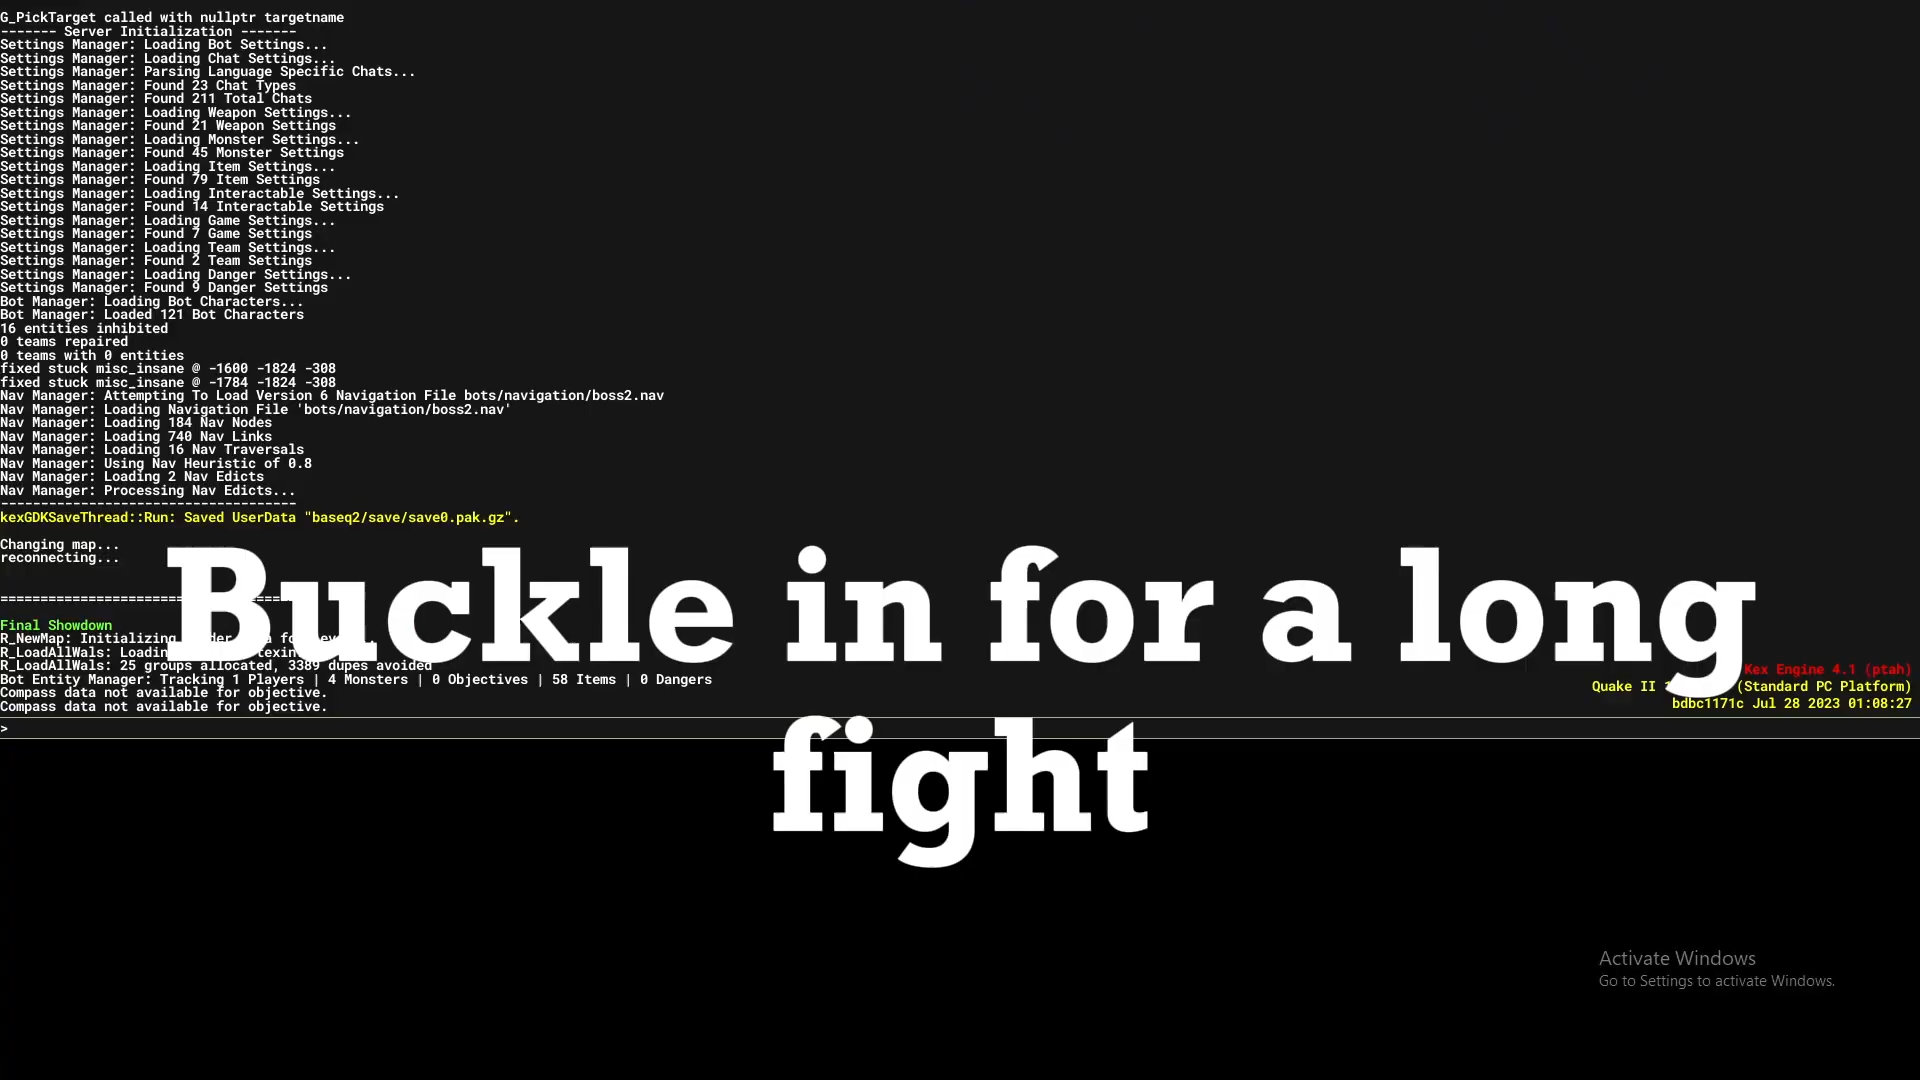 G_PickTarget called with nullptr targetname
------- Server Initialization -------
Settings Manager: Loading Bot Settings...
Settings Manager: Loading Chat Settings...
Settings Manager: Parsing Language Specific Chats...
Settings Manager: Found 23 Chat Types
Settings Manager: Found 211 Total Chats
Settings Manager: Loading Weapon Settings...
Settings Manager: Found 21 Weapon Settings
Settings Manager: Loading Monster Settings...
Settings Manager: Found 45 Monster Settings
Settings Manager: Loading Item Settings...
Settings Manager: Found 79 Item Settings
Settings Manager: Loading Interactable Settings...
Settings Manager: Found 14 Interactable Settings
Settings Manager: Loading Game Settings...
Settings Manager: Found 7 Game Settings
Settings Manager: Loading Team Settings...
Settings Manager: Found 2 Team Settings
Settings Manager: Loading Danger Settings...
Settings Manager: Found 9 Danger Settings
Bot Manager: Loading Bot Characters...
Bot Manager: Loaded 121 Bot Characters
16 entities inhibited
0 teams repaired
0 teams with 0 entities
fixed stuck misc_insane @ -1600 -1824 -308
fixed stuck misc_insane @ -1784 -1824 -308
Nav Manager: Attempting To Load Version 6 Navigation File bots/navigation/boss2.nav
Nav Manager: Loading Navigation File 'bots/navigation/boss2.nav'
Nav Manager: Loading 184 Nav Nodes
Nav Manager: Loading 740 Nav Links
Nav Manager: Loading 16 Nav Traversals
Nav Manager: Using Nav Heuristic of 0.8
Nav Manager: Loading 2 Nav Edicts
Nav Manager: Processing Nav Edicts...
-------------------------------------
kexGDKSaveThread::Run: Saved UserData "baseq2/save/save0.pak.gz".
Changing map...
reconnecting...
Final Showdown
R_NewMap: Initializing
R_LoadAllWals:
R_LoadAllWals: 25 groups allocated, 3389 dupes avoided
Bot Entity Manager: Tracking 1 Players | 4 Monsters | 0 Objectives | 58 Items | 0 Dangers
Compass data not available for objective.
Compass data not available for objective.
>
Kex Engine 4.1 (ptah)
Quake II (Standard PC Platform)
bdbc1171c Jul 28 2023 01:08:27
Buckle in for a long
fight
Activate Windows
Go to Settings to activate Windows.